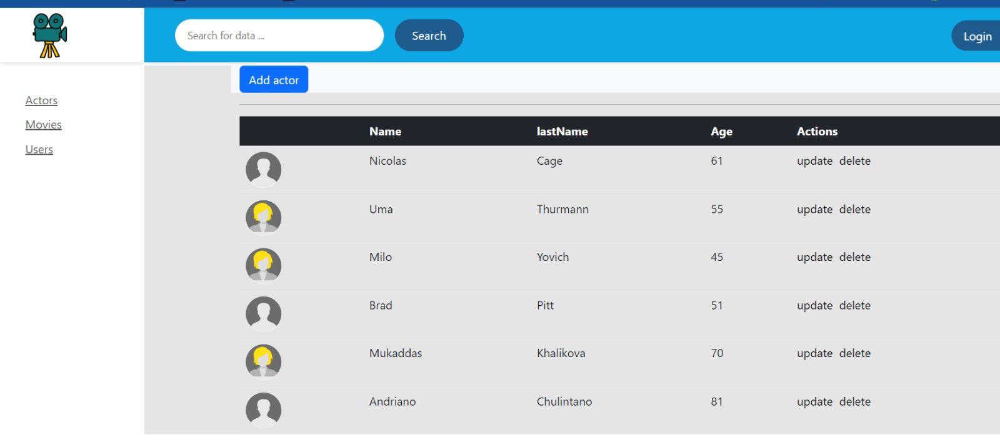 Search for data ... Search Login
Add actor
Actors
Movies
Users
Name lastName Age Actions
Nicolas Cage 61 update delete
Uma Thurmann 55 update delete
Milo Yovich 45 update delete
Brad Pitt 51 update delete
Mukaddas Khalikova 70 update delete
Andriano Chulintano 81 update delete